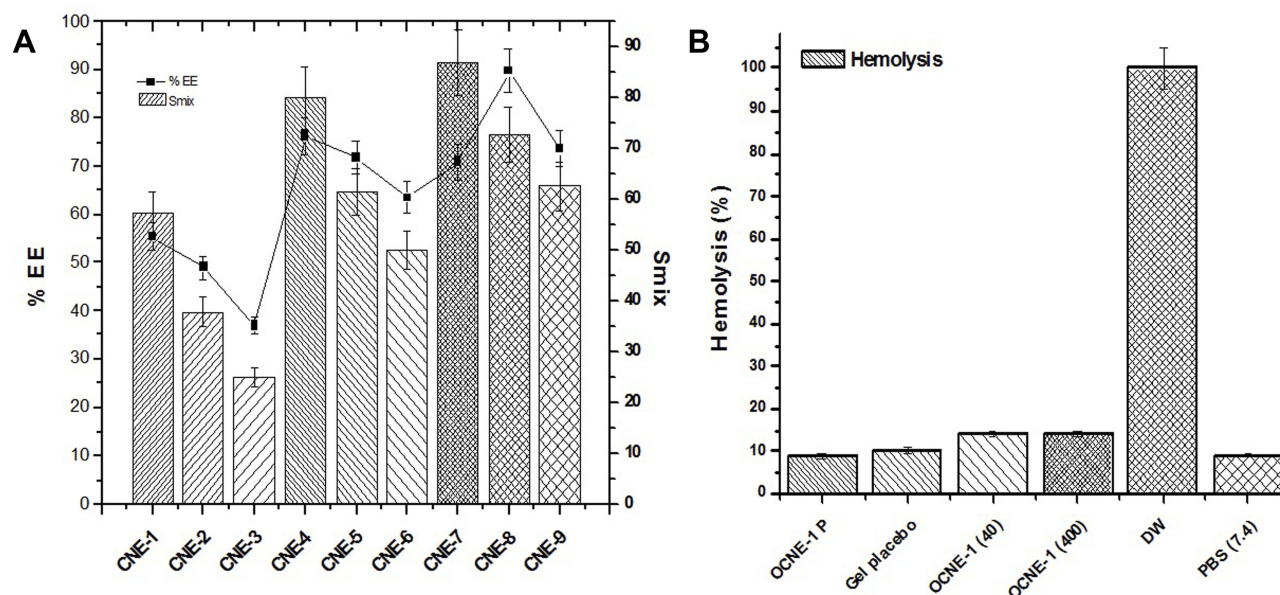 A
% EE
Smix
100
90
80
70
60
50
40
30
20
10
0
% EE
90
80
70
60
50
40
30
20
10
0
Smix
CNE-1
CNE-2
CNE-3
CNE-4
CNE-5
CNE-6
CNE-7
CNE-8
CNE-9
B
Hemolysis
100
90
80
70
60
50
40
30
20
10
0
Hemolysis (%)
OCNE-1 P
Gel placebo
OCNE-1 (40)
OCNE-1 (400)
DW
PBS (7.4)